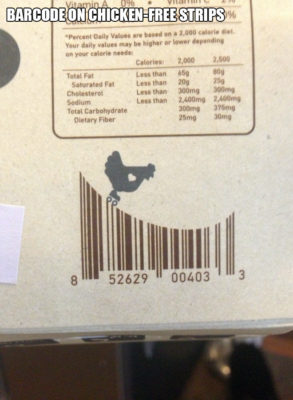 BARCODE ON CHICKEN-FREE STRIPS
Vitamin A 0%
*Percent Daily Values are based on a 2,000 calorie diet.
Your daily values may be higher or lower depending
on your calorie needs:
Calories: 2,000 2,500
Total Fat Less than 65g 80g
Saturated Fat Less than 20g 25g
Cholesterol Less than 300mg 300mg
Sodium Less than 2,400mg 2,400mg
Total Carbohydrate 300mg 375mg
Dietary Fiber 25mg 30mg
8 52629 00403 3